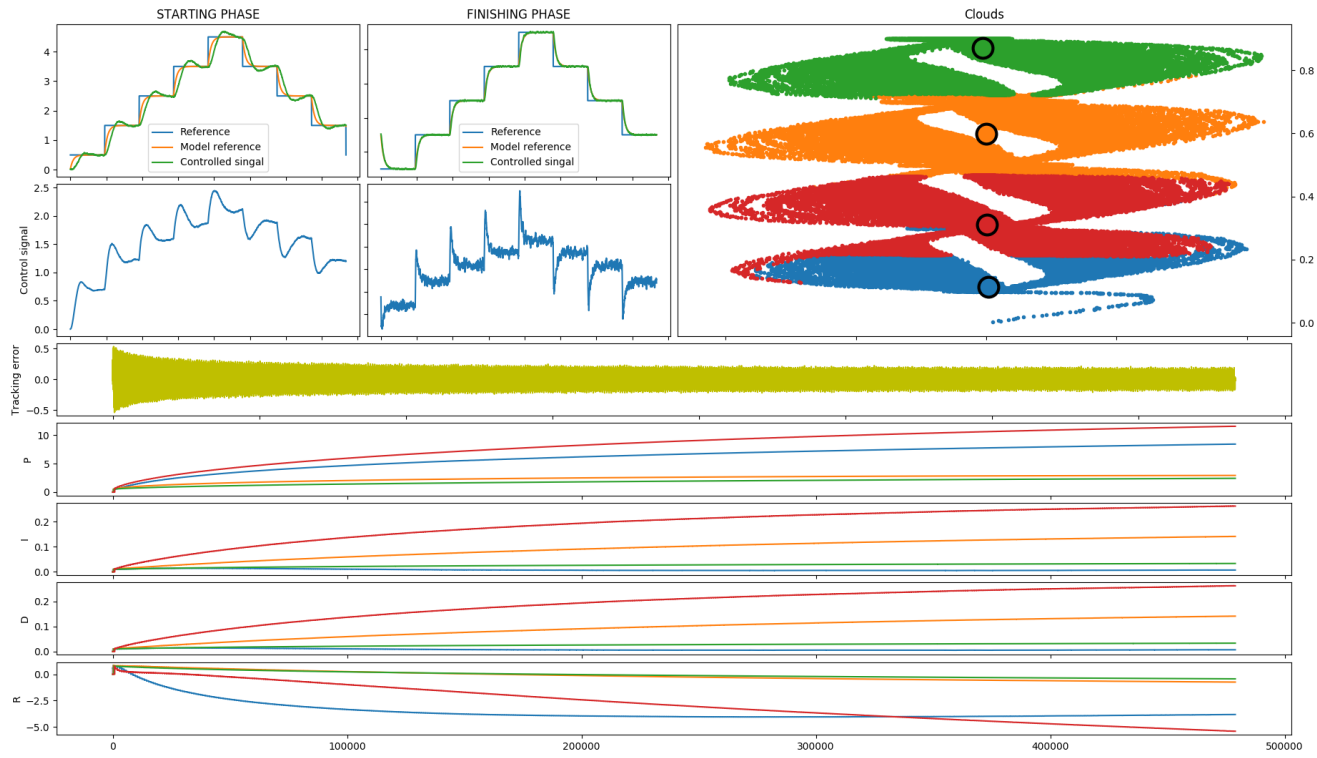 STARTING PHASE
FINISHING PHASE
Clouds
4
3
2
1
0
Reference
Model reference
Controlled singal
Reference
Model reference
Controlled singal
0.8
0.6
0.4
0.2
0.0
Control signal
2.5
2.0
1.5
1.0
0.5
0.0
Tracking error
0.5
0.0
−0.5
P
10
5
0
I
0.2
0.1
0.0
D
0.2
0.1
0.0
R
0.0
−2.5
−5.0
0
100000
200000
300000
400000
500000